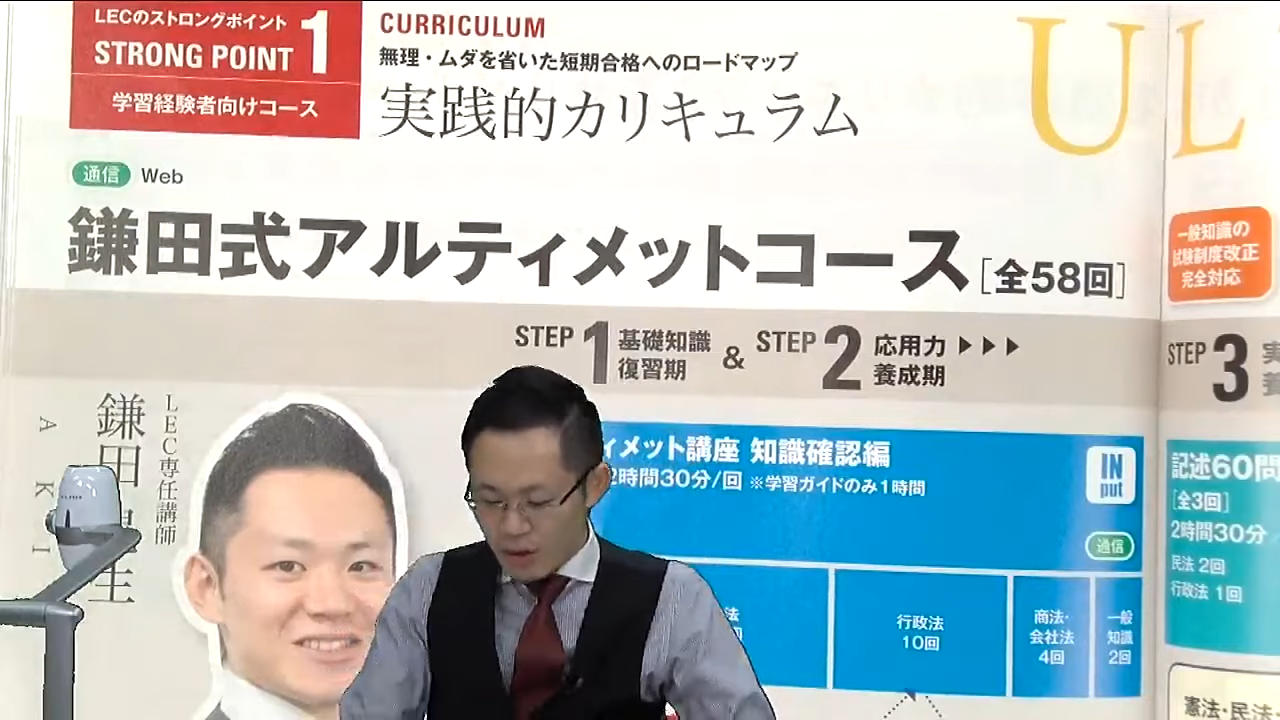 LECのストロングポイント
STRONG POINT 1
学習経験者向けコース
CURRICULUM
無理・ムダを省いた短期合格へのロードマップ
実践的カリキュラム
UL
通信 Web
鎌田式アルティメットコース[全58回]
一般知識の
試験制度改正
完全対応
STEP 1 基礎知識
復習期
& STEP 2 応用力
養成期
STEP 3
LEC専任講師
鎌田
生
AKI
ィメット講座 知識確認編
2時間30分/回 ※学習ガイドのみ1時間
IN
put
通信
法
行政法
10回
商法・
会社法
4回
一般
知識
2回
記述60問
[全3回]
2時間30分
民法 2回
行政法 1回
憲法・民法・